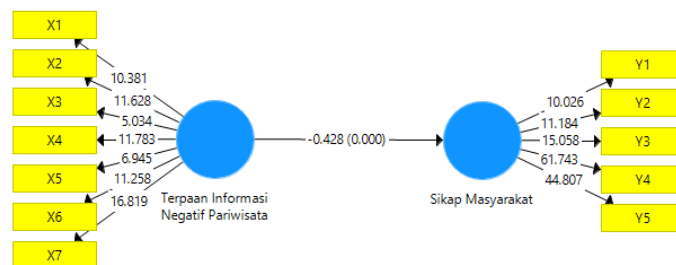 X1
X2
X3
X4
X5
X6
X7
10.381
11.628
5.034
11.783
6.945
11.258
16.819
Terpaan Informasi
Negatif Pariwisata
-0.428 (0.000)
Sikap Masyarakat
10.026
11.184
15.058
61.743
44.807
Y1
Y2
Y3
Y4
Y5